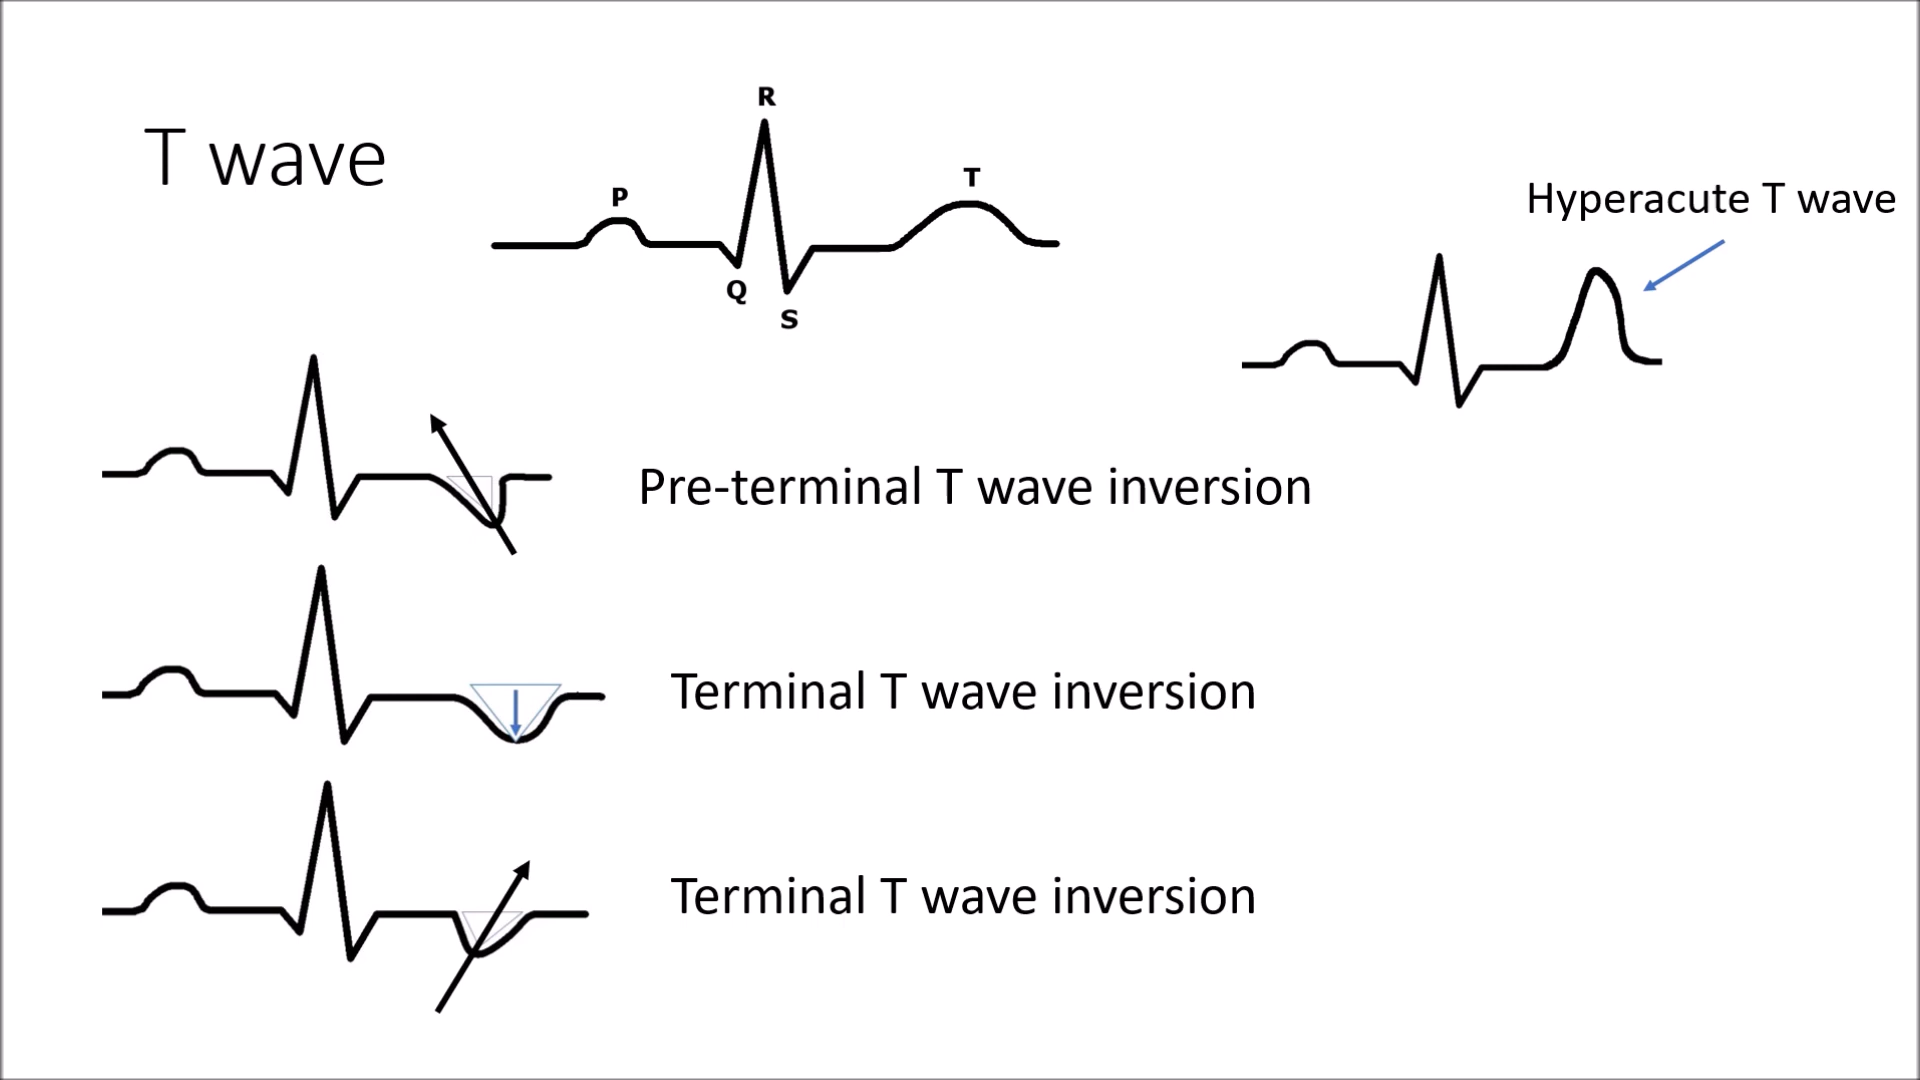 T wave
R
P
T
Q
S
Hyperacute T wave
Pre-terminal T wave inversion
Terminal T wave inversion
Terminal T wave inversion